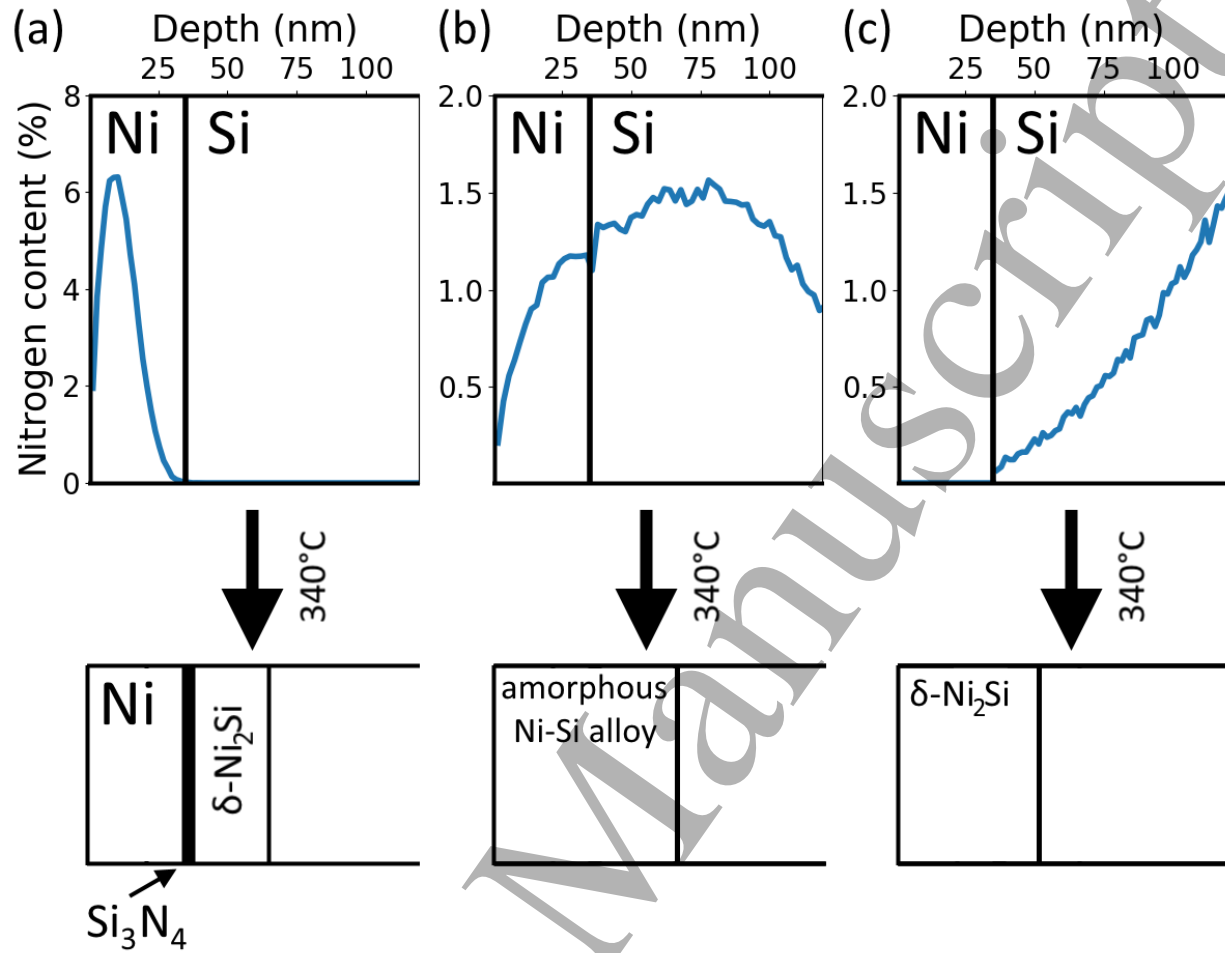 (a) Depth (nm) (b) Depth (nm) (c) Depth (nm)
25 50 75 100 25 50 75 100 25 50 75 100
Nitrogen content (%)
8
6
4
2
0
Ni Si
2.0
1.5
1.0
0.5
Ni Si
2.0
1.5
1.0
0.5
Ni Si
340°C
340°C
340°C
Ni
δ-Ni₂Si
Si₃N₄
amorphous
Ni-Si alloy
δ-Ni₂Si